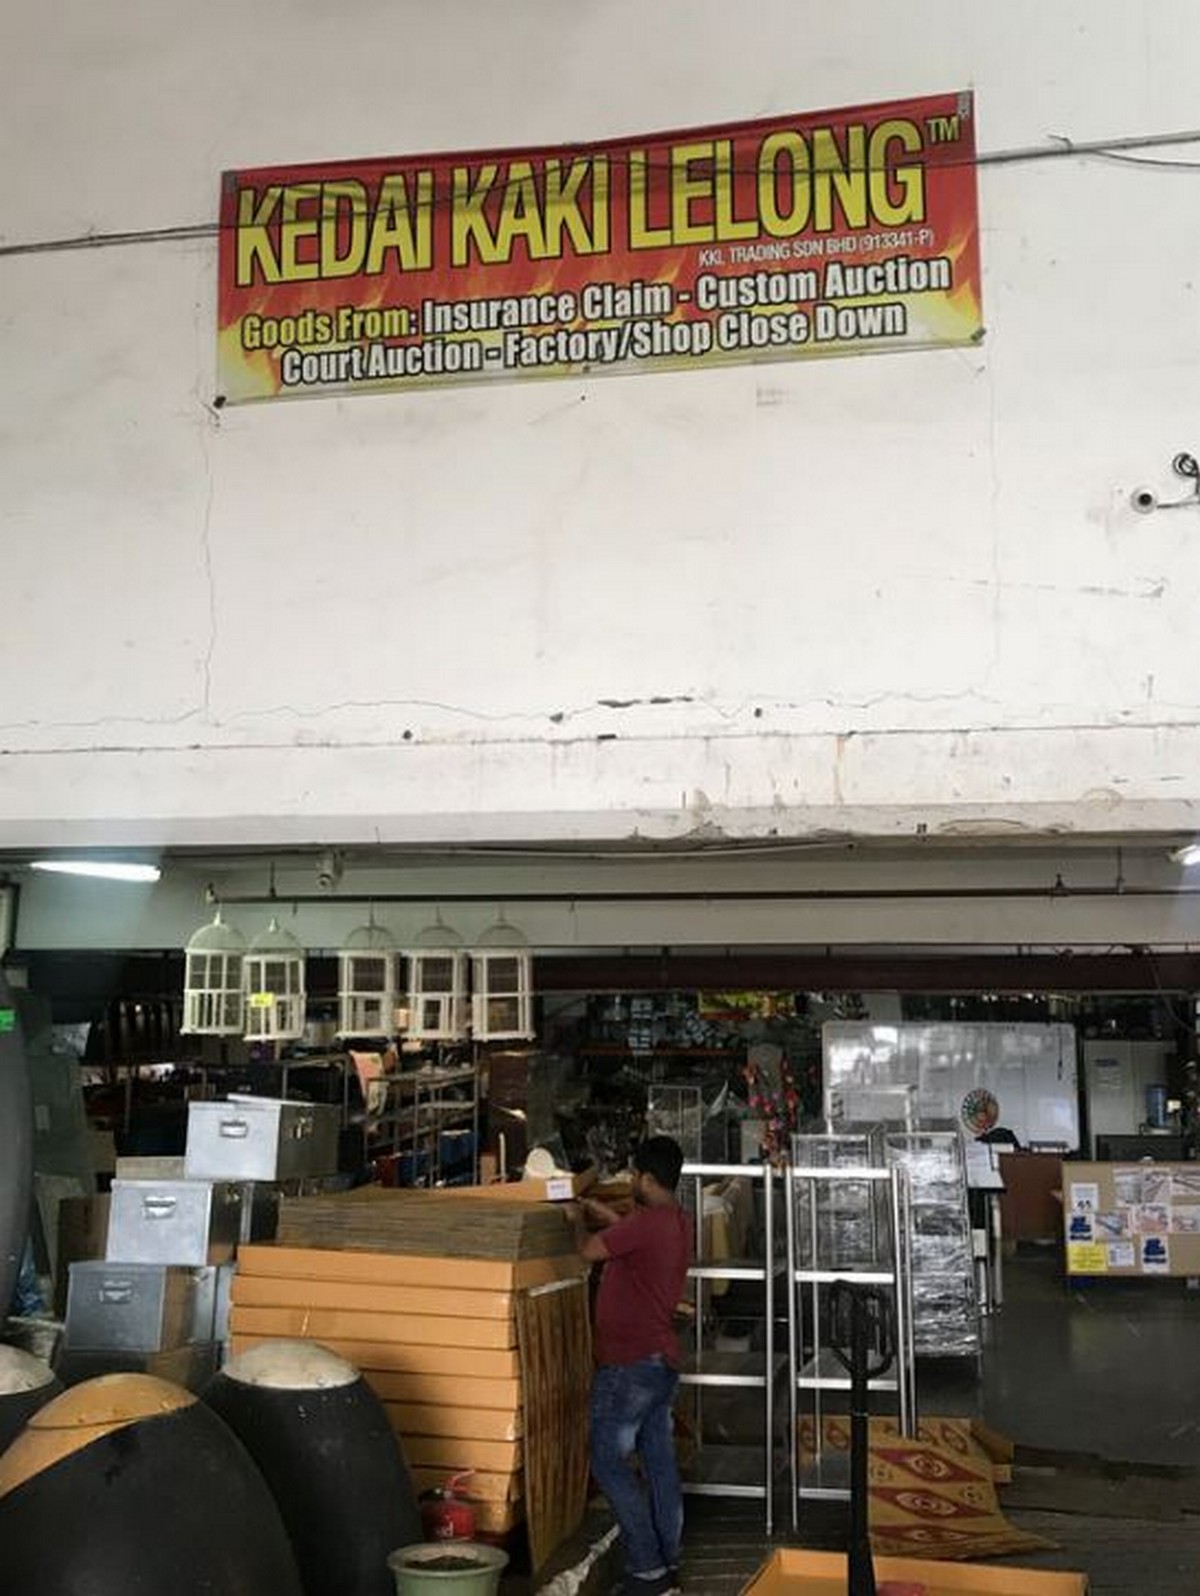 KEDAI KAKI LELONG™
KKL TRADING SDN BHD (913341-P)
Goods From: Insurance Claim - Custom Auction
Court Auction - Factory/Shop Close Down